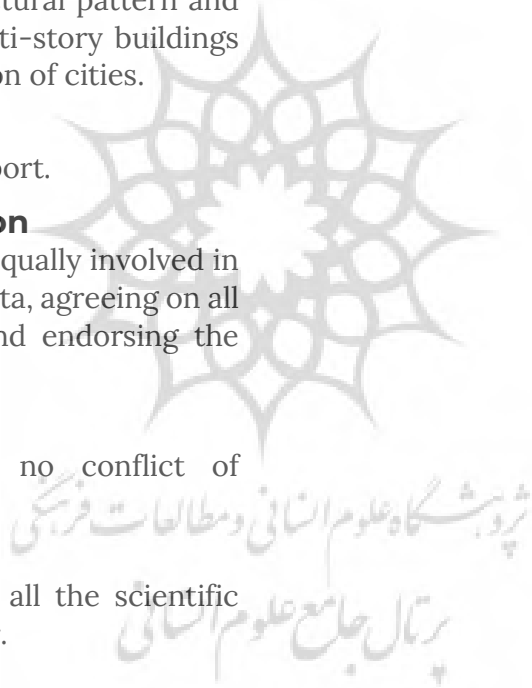 tural pattern and
ti-story buildings
on of cities.
port.
on
qually involved in
ta, agreeing on all
nd endorsing the
no conflict of
all the scientific
.
پژوهشگاه علوم انسانی و مطالعات فرهنگی
پرتال جامع علوم انسانی